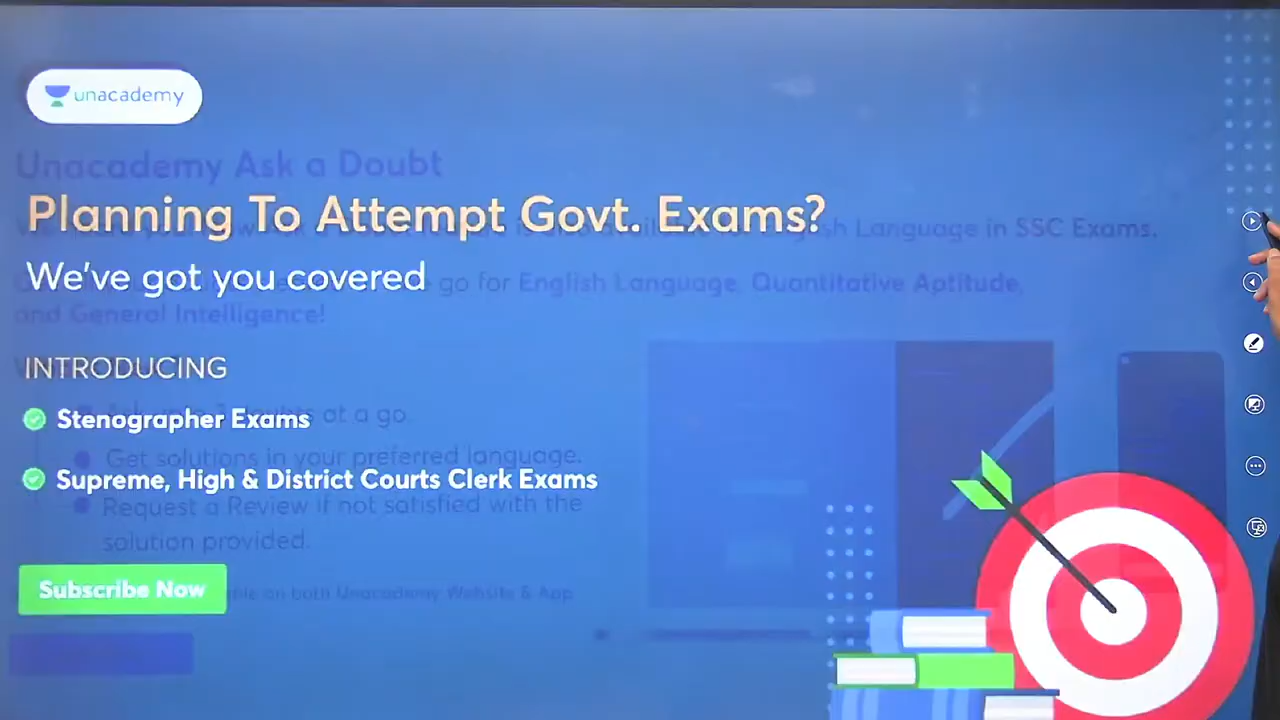 unacademy
Unacademy Ask a Doubt
Planning To Attempt Govt. Exams?
English Language in SSC Exams.
We've got you covered
go for English Language, Quantitative Aptitude,
and General Intelligence!
INTRODUCING
Stenographer Exams
at a go.
Get solutions in your preferred language.
Supreme, High & District Courts Clerk Exams
Request a Review if not satisfied with the
solution provided.
Subscribe Now
on both Unacademy Website & App